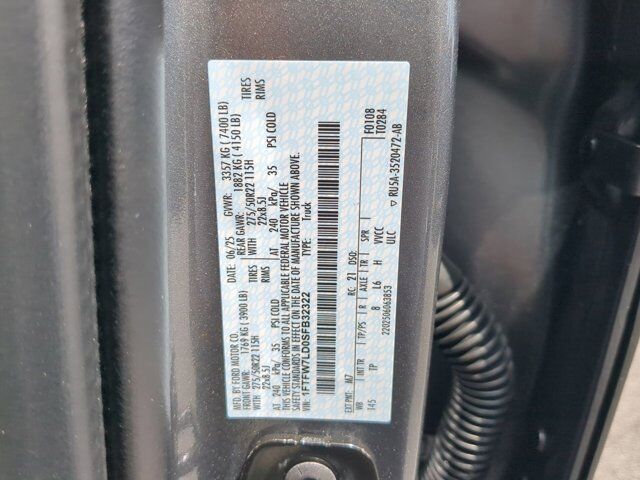 MFD. BY FORD MOTOR CO.
DATE: 06/25 GVWR: 3357 KG ( 7400 LB)
FRONT GAWR: 1769 KG ( 3900 LB) REAR GAWR: 1882 KG ( 4150 LB)
WITH 275/50R22 115H TIRES WITH 275/50R22 115H TIRES
22x8.5J RIMS 22x8.5J RIMS
AT 240 kPa/ 35 PSI COLD AT 240 kPa/ 35 PSI COLD
THIS VEHICLE CONFORMS TO ALL APPLICABLE FEDERAL MOTOR VEHICLE
SAFETY STANDARDS IN EFFECT ON THE DATE OF MANUFACTURE SHOWN ABOVE.
VIN: 1FTFW7LD0SFB32322
TYPE: Truck
F0108
T0284
EXT PNT: M7 RC: 21 DSO:
WB INT TR TP/PS R AXLE TR SPR
145 TP 8 L6 H VVCC
ULC
2202506063853
▽ RU5A-3520472-AB